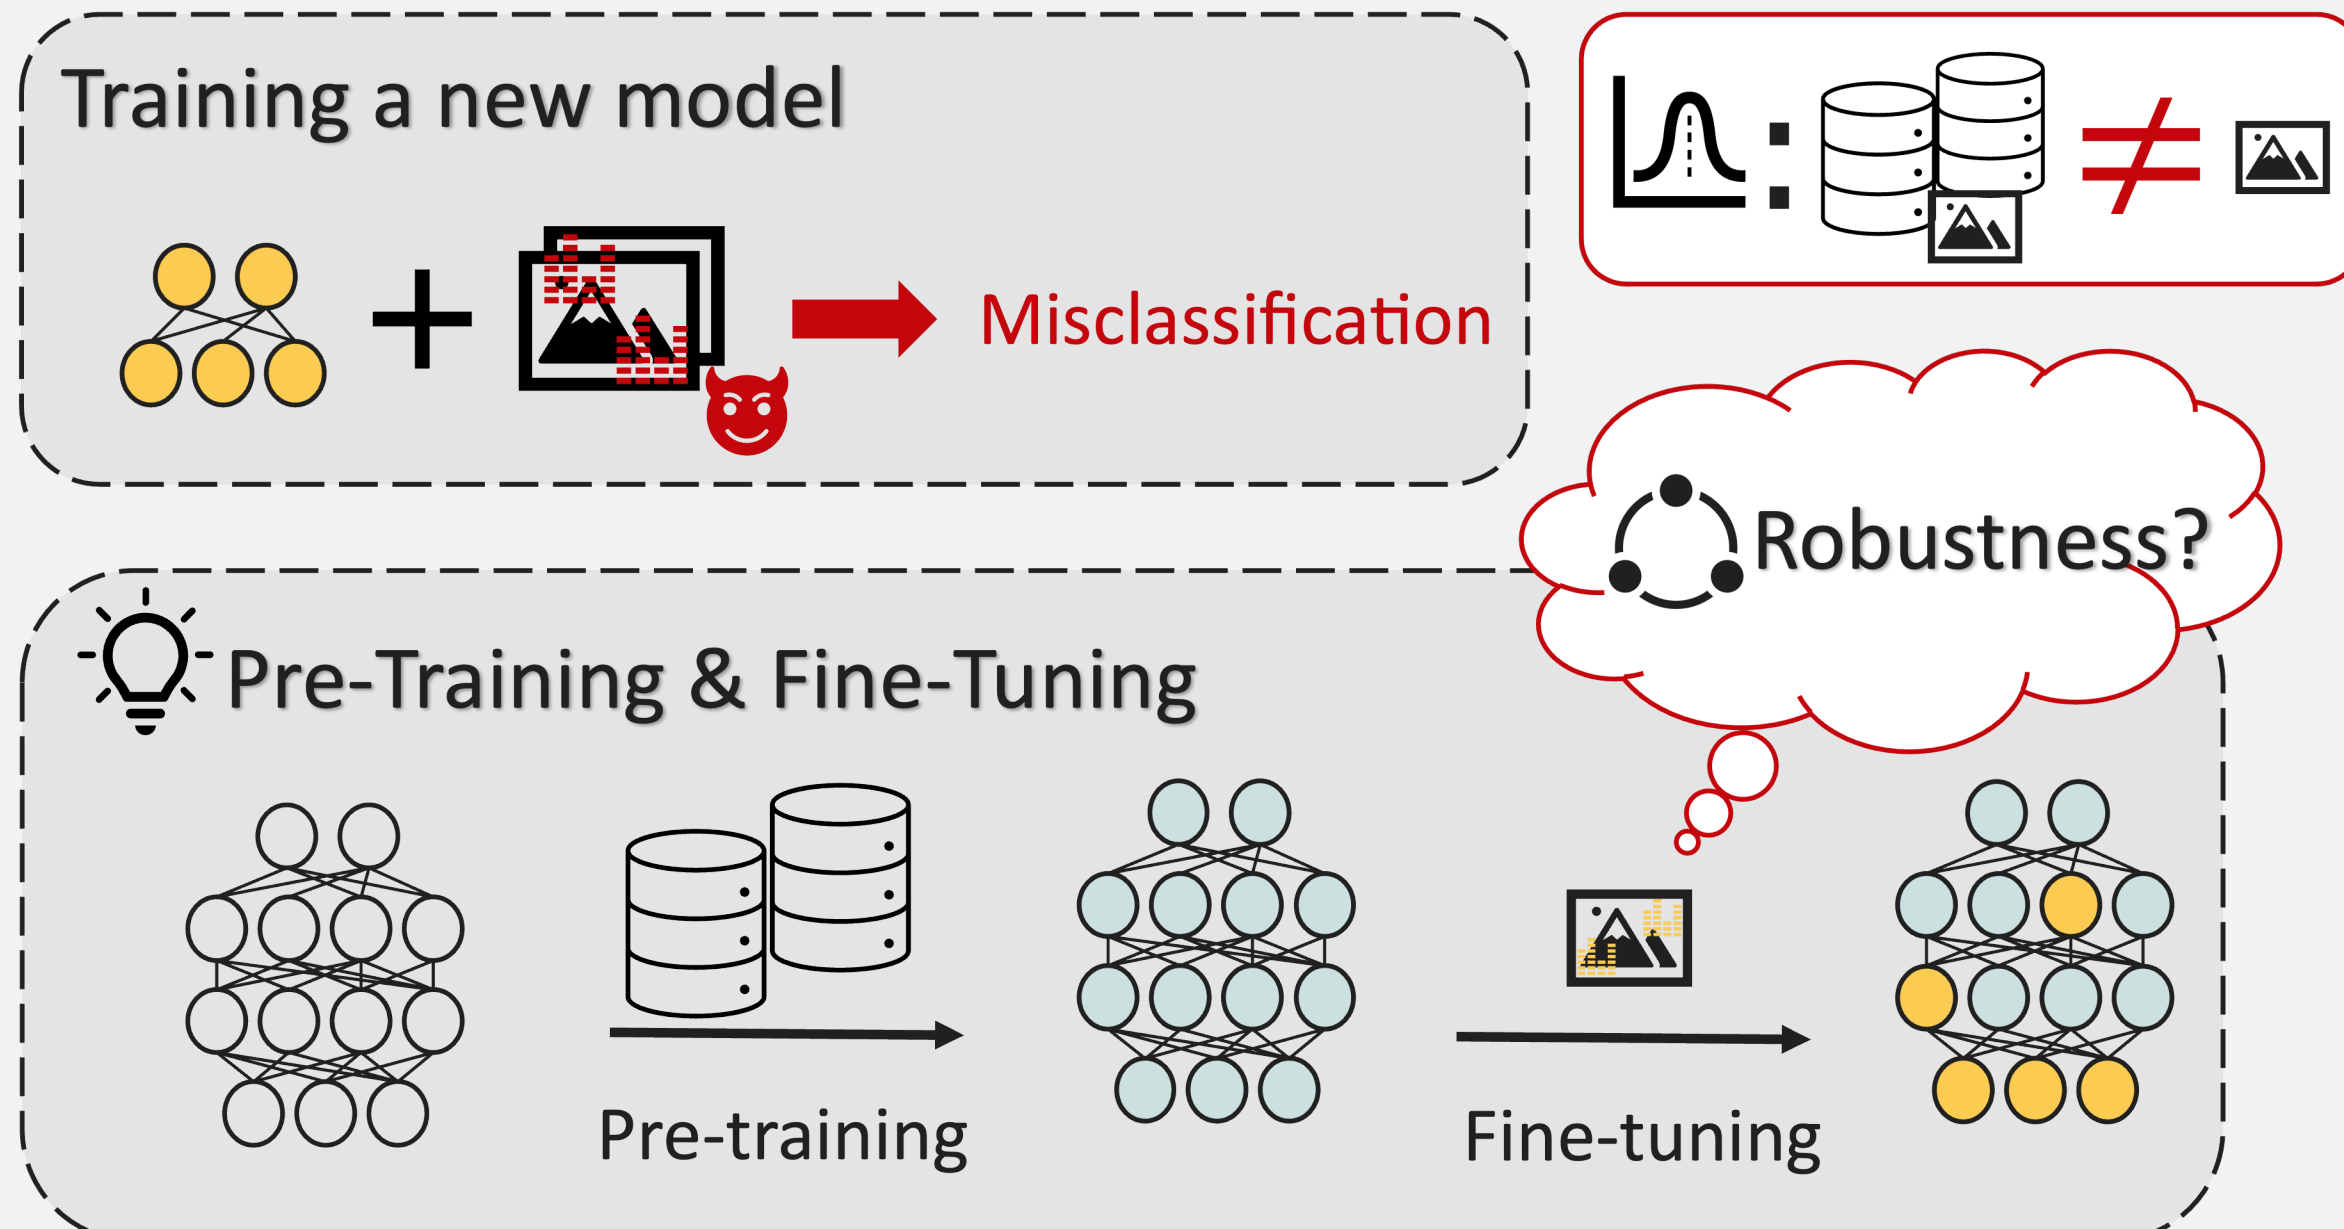 Training a new model
Misclassification
Robustness?
Pre-Training & Fine-Tuning
Pre-training
Fine-tuning